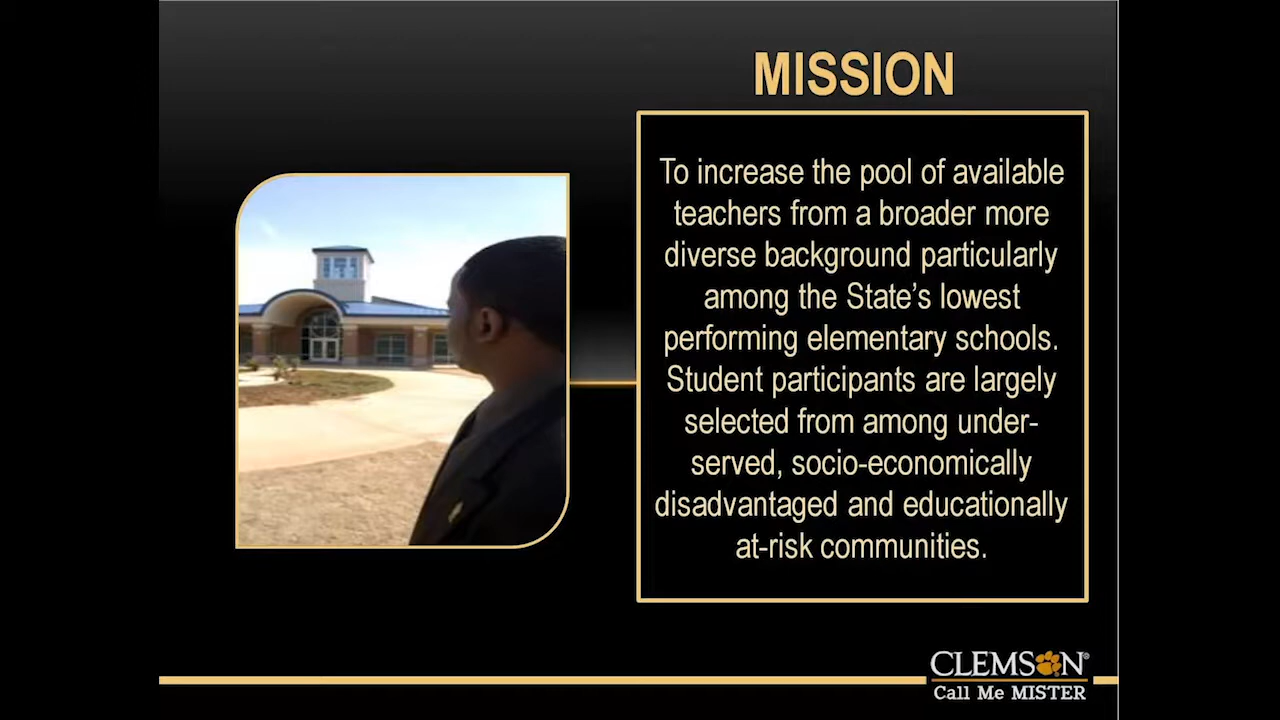 MISSION
To increase the pool of available
teachers from a broader more
diverse background particularly
among the State’s lowest
performing elementary schools.
Student participants are largely
selected from among under-
served, socio-economically
disadvantaged and educationally
at-risk communities.
CLEMSON®
Call Me MISTER